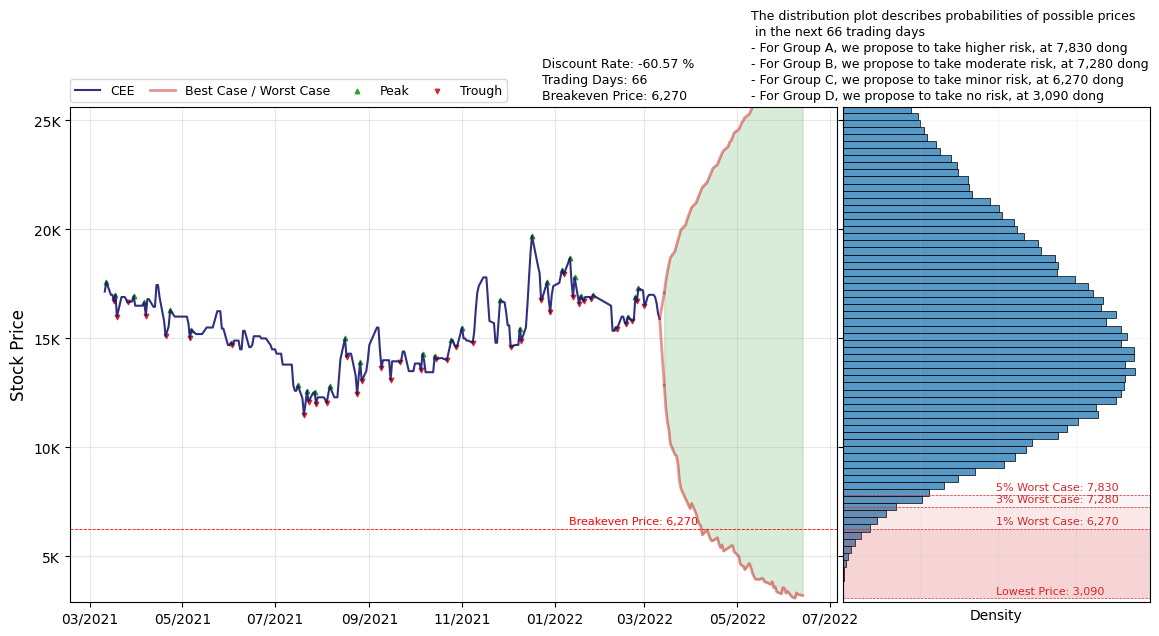 The distribution plot describes probabilities of possible prices
in the next 66 trading days
- For Group A, we propose to take higher risk, at 7,830 dong
- For Group B, we propose to take moderate risk, at 7,280 dong
- For Group C, we propose to take minor risk, at 6,270 dong
- For Group D, we propose to take no risk, at 3,090 dong
Discount Rate: -60.57 %
Trading Days: 66
Breakeven Price: 6,270
CEE
Best Case / Worst Case
Peak
Trough
Stock Price
25K
20K
15K
10K
5K
Breakeven Price: 6,270
5% Worst Case: 7,830
3% Worst Case: 7,280
1% Worst Case: 6,270
Lowest Price: 3,090
03/2021
05/2021
07/2021
09/2021
11/2021
01/2022
03/2022
05/2022
07/2022
Density